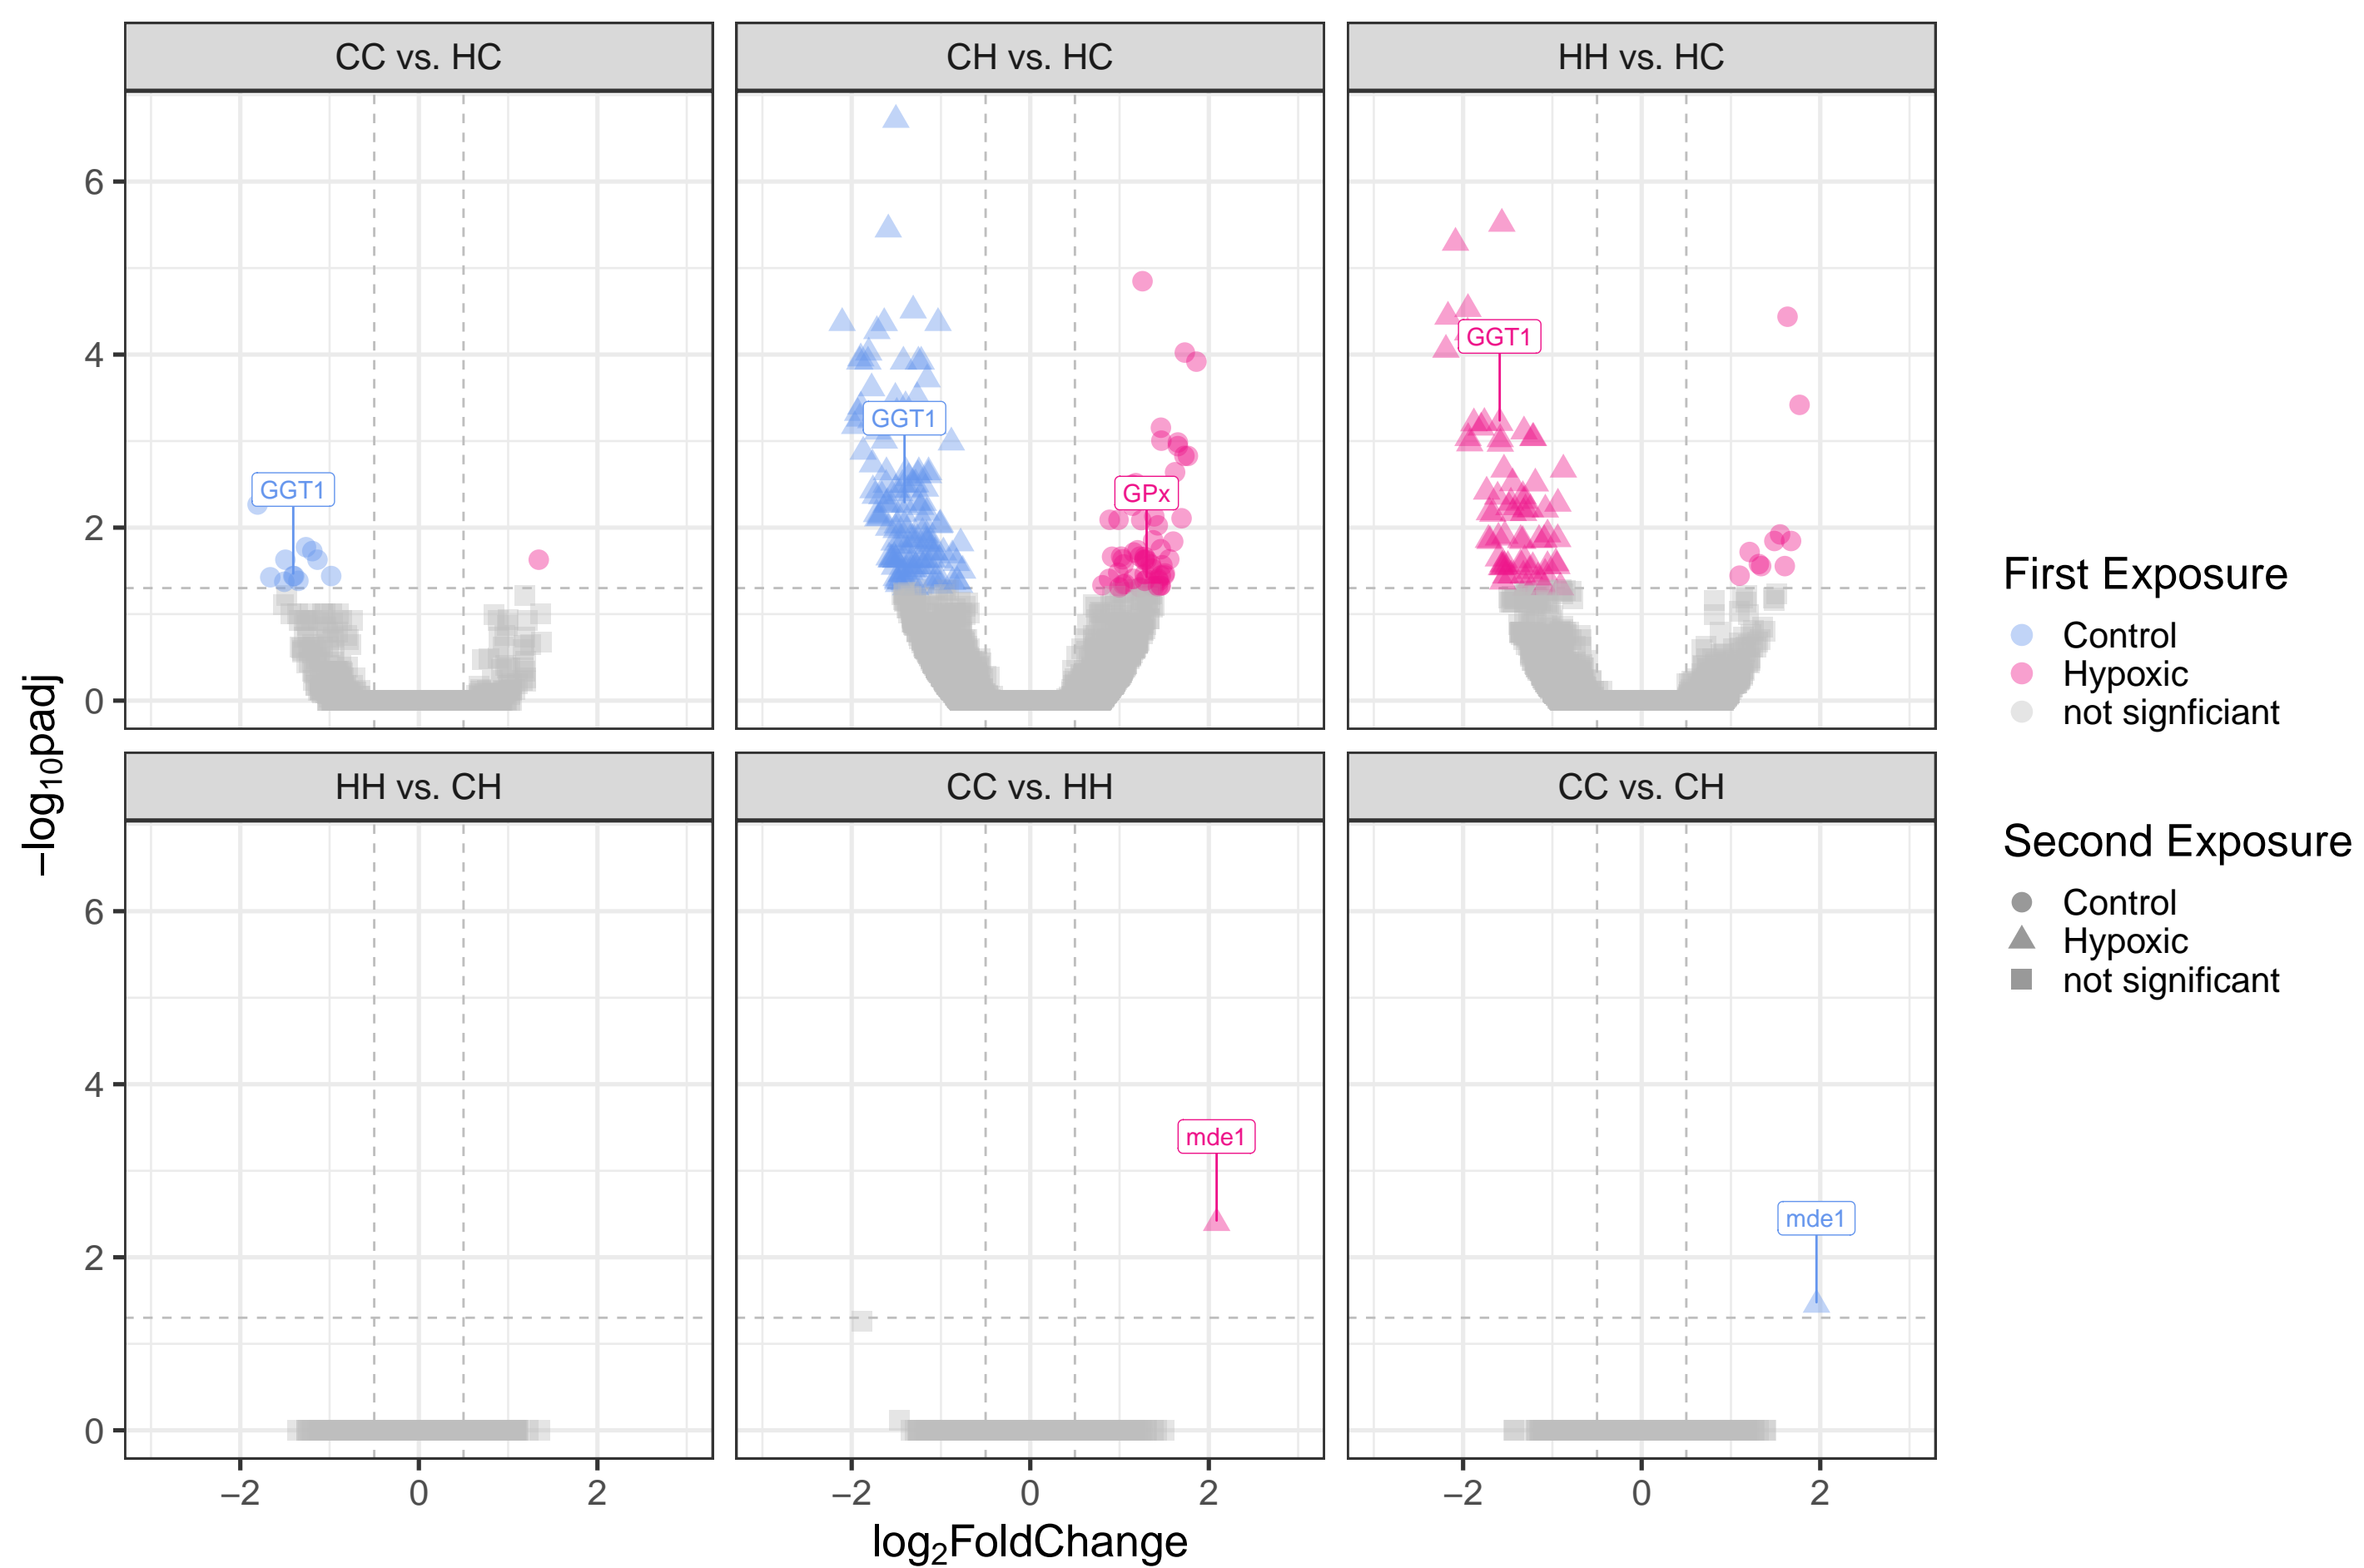 CC vs. HC
CH vs. HC
HH vs. HC
6
4
2
0
GGT1
GGT1
GPx
GGT1
HH vs. CH
CC vs. HH
CC vs. CH
6
4
2
0
mde1
mde1
−2 0 2
−2 0 2
−2 0 2
log2FoldChange
−log10padj
First Exposure
Control
Hypoxic
not signficiant
Second Exposure
Control
Hypoxic
not significant